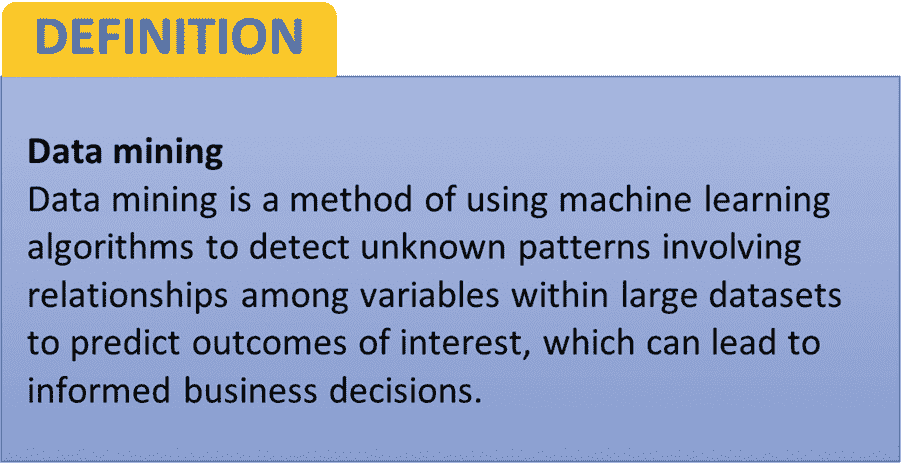 DEFINITION
Data mining
Data mining is a method of using machine learning
algorithms to detect unknown patterns involving
relationships among variables within large datasets
to predict outcomes of interest, which can lead to
informed business decisions.